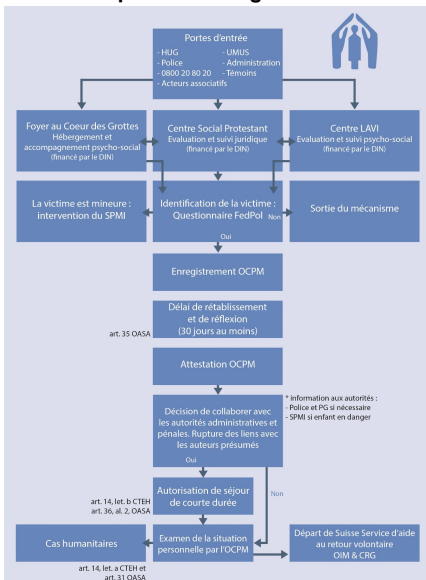 Portes d'entrée
- HUG
- UMUS
- Police
- Administration
- 0800 20 80 20
- Témoins
- Acteurs associatifs
Foyer au Coeur des Grottes
Hébergement et
accompagnement psycho-social
(financé par le DIN)
Centre Social Protestant
Evaluation et suivi juridique
(financé par le DIN)
Centre LAVI
Evaluation et suivi psycho-social
(financé par le DIN)
La victime est mineure :
intervention du SPMI
Identification de la victime :
Questionnaire FedPol
Non
Sortie du mécanisme
Oui
Enregistrement OCPM
Délai de rétablissement
et de réflexion
(30 jours au moins)
art. 35 OASA
Attestation OCPM
Décision de collaborer avec
les autorités administratives et
pénales. Rupture des liens avec
les auteurs présumés
* information aux autorités :
- Police et PG si nécessaire
- SPMI si enfant en danger
Oui
Non
Autorisation de séjour
de courte durée
art. 14, let. b CTEH
art. 36, al. 2, OASA
Cas humanitaires
Examen de la situation
personnelle par l'OCPM
Départ de Suisse Service d'aide
au retour volontaire
OIM & CRG
art. 14, let. a CTEH et
art. 31 OASA